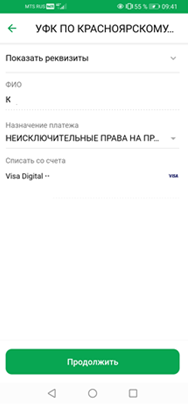 MTS RUS 55 % 09:41
УФК ПО КРАСНОЯРСКОМУ...
Показать реквизиты
ФИО
К
Назначение платежа
НЕИСКЛЮЧИТЕЛЬНЫЕ ПРАВА НА ПР...
Списать со счета
Visa Digital ·· VISA
Продолжить